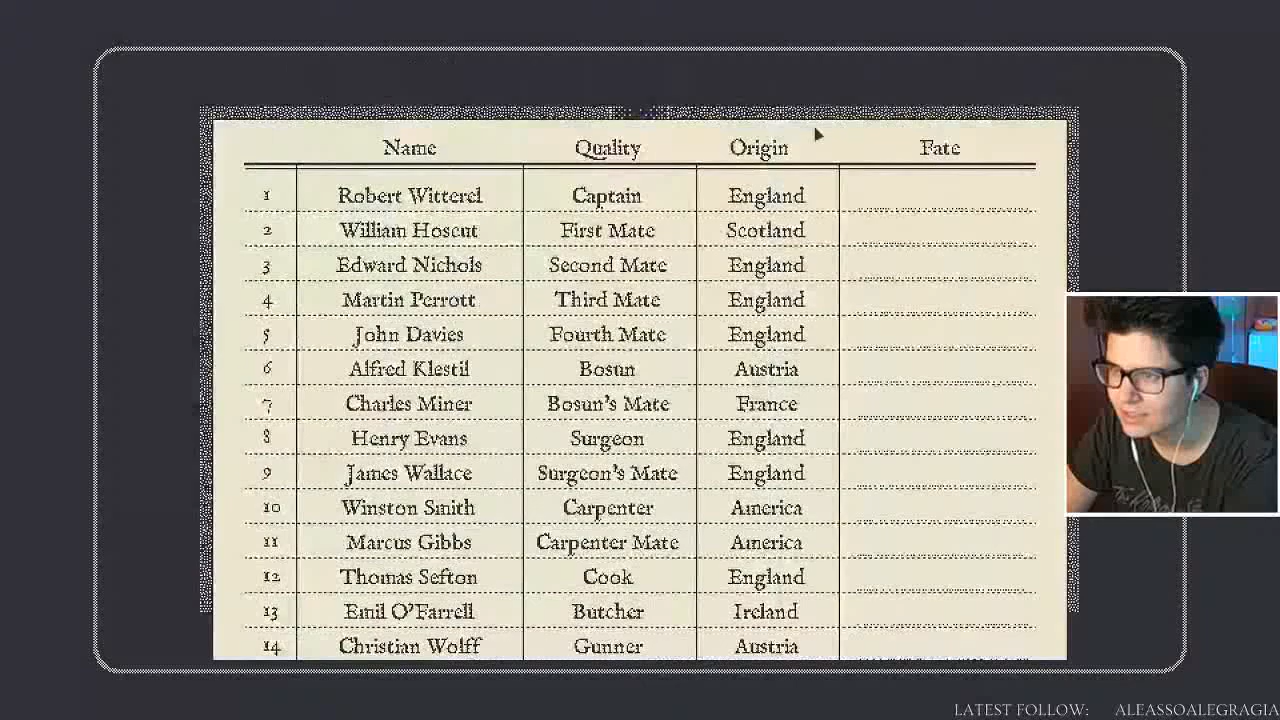 Name Quality Origin Fate
1 Robert Witterel Captain England
2 William Hoscut First Mate Scotland
3 Edward Nichols Second Mate England
4 Martin Perrott Third Mate England
5 John Davies Fourth Mate England
6 Alfred Klestil Bosun Austria
7 Charles Miner Bosun's Mate France
8 Henry Evans Surgeon England
9 James Wallace Surgeon's Mate England
10 Winston Smith Carpenter America
11 Marcus Gibbs Carpenter Mate America
12 Thomas Sefton Cook England
13 Emil O'Farrell Butcher Ireland
14 Christian Wolff Gunner Austria
LATEST FOLLOW: ALEASSOALEGRAGIA